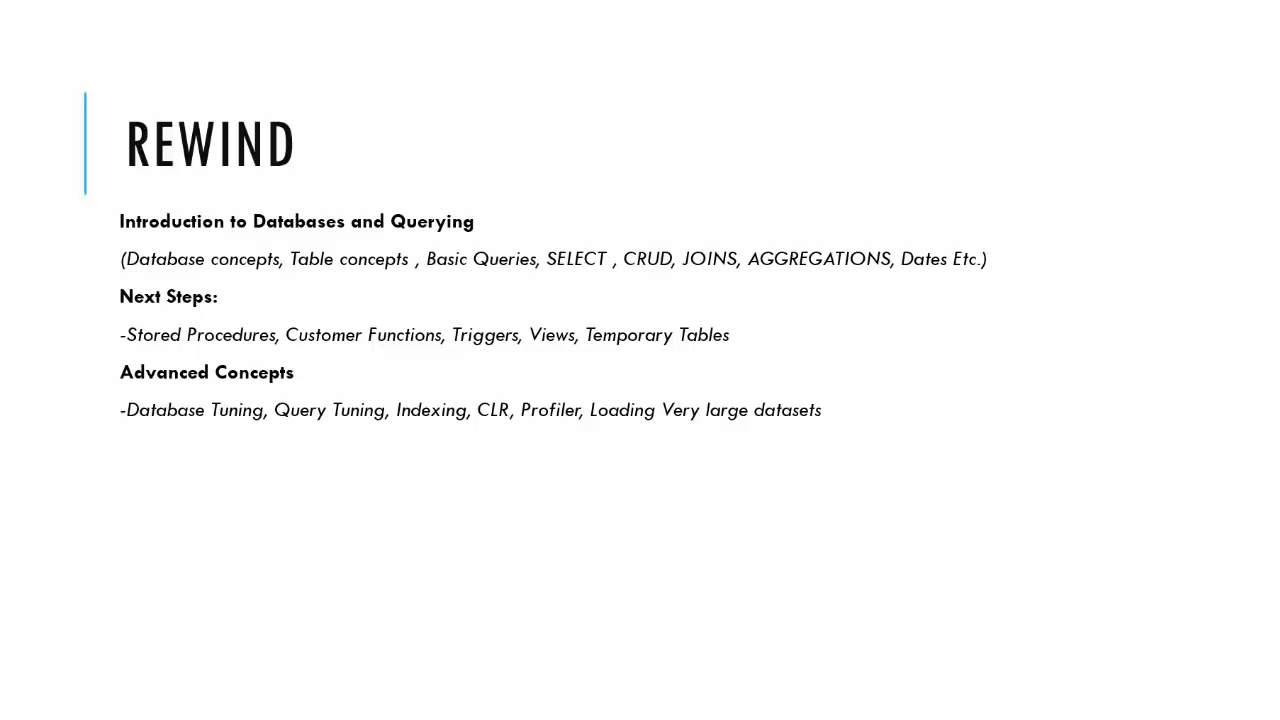 REWIND
Introduction to Databases and Querying
(Database concepts, Table concepts , Basic Queries, SELECT , CRUD, JOINS, AGGREGATIONS, Dates Etc.)
Next Steps:
-Stored Procedures, Customer Functions, Triggers, Views, Temporary Tables
Advanced Concepts
-Database Tuning, Query Tuning, Indexing, CLR, Profiler, Loading Very large datasets